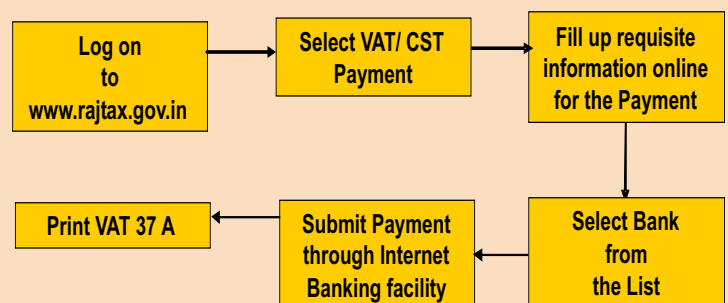 Log on
to
www.rajtax.gov.in
Select VAT/ CST
Payment
Fill up requisite
information online
for the Payment
Select Bank
from
the List
Submit Payment
through Internet
Banking facility
Print VAT 37 A